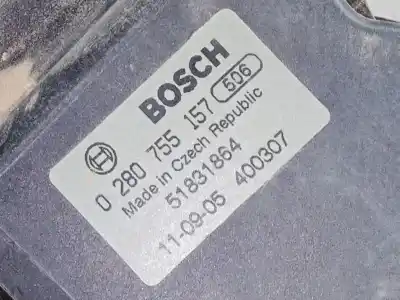 BOSCH
0 280 755 157 506
Made in Czech Republic
51831864
11-09-05 400307